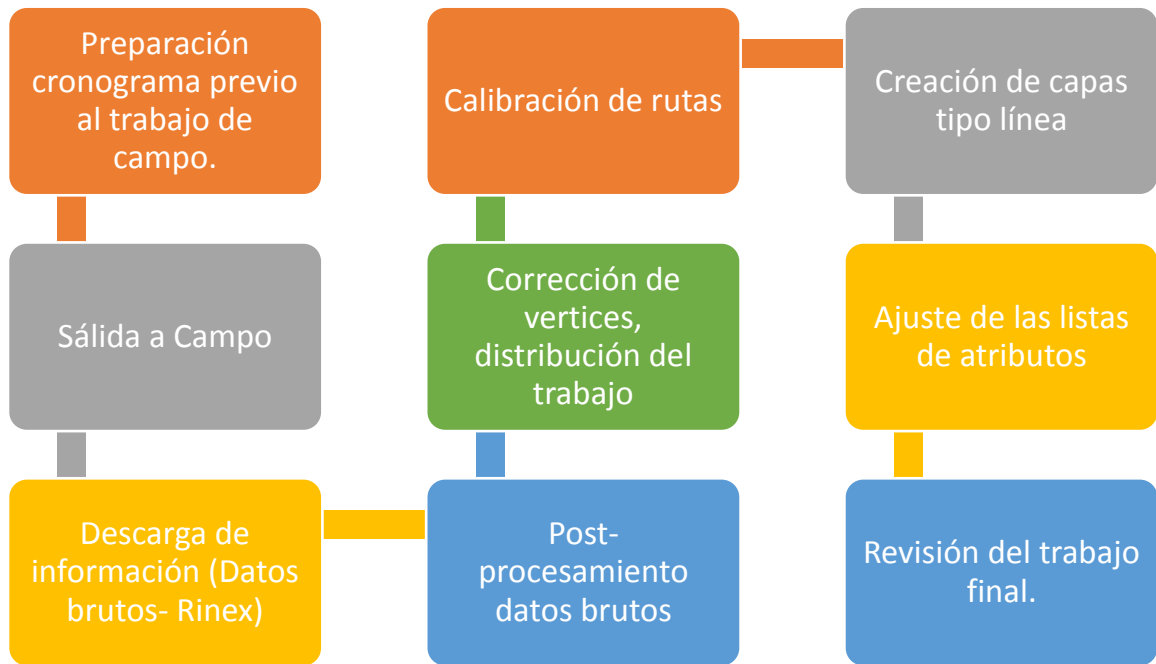 Preparación
cronograma previo
al trabajo de
campo.
Sálida a Campo
Descarga de
información (Datos
brutos- Rinex)
Post-
procesamiento
datos brutos
Corrección de
vertices,
distribución del
trabajo
Calibración de rutas
Creación de capas
tipo línea
Ajuste de las listas
de atributos
Revisión del trabajo
final.